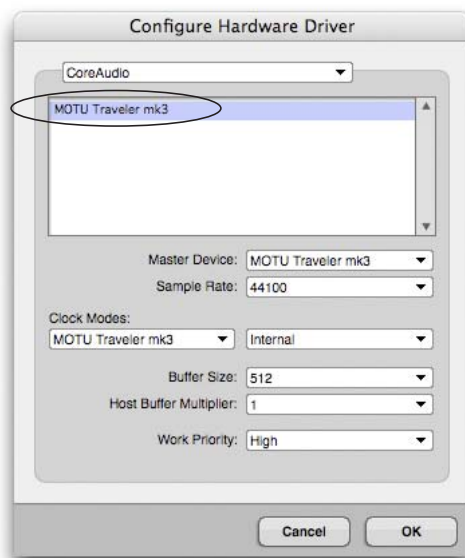 Configure Hardware Driver
CoreAudio
MOTU Traveler mk3
Master Device: MOTU Traveler mk3
Sample Rate: 44100
Clock Modes:
MOTU Traveler mk3 Internal
Buffer Size: 512
Host Buffer Multiplier: 1
Work Priority: High
Cancel OK